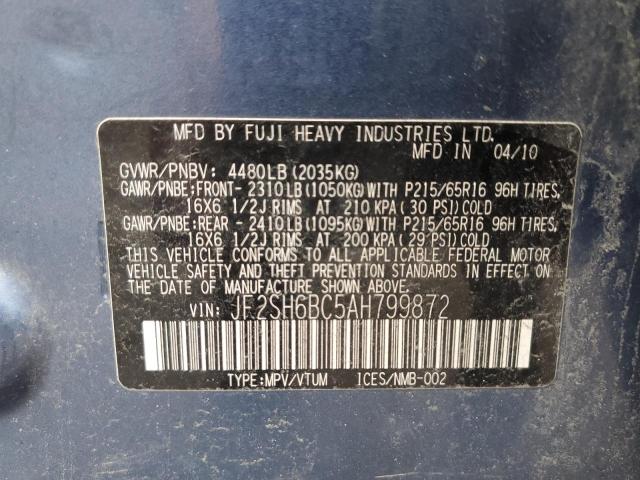 MFD BY FUJI HEAVY INDUSTRIES LTD.
MFD IN 04/10
GVWR/PNBV: 4480LB(2035KG)
GAWR/PNBE:FRONT- 2310LB(1050KG)WITH P215/65R16 96H TIRES,
16X6 1/2J RIMS AT 210 KPA(30 PSI)COLD
GAWR/PNBE:REAR - 2410LB(1095KG)WITH P215/65R16 96H TIRES,
16X6 1/2J RIMS AT 200 KPA(29 PSI)COLD
THIS VEHICLE CONFORMS TO ALL APPLICABLE FEDERAL MOTOR
VEHICLE SAFETY AND THEFT PREVENTION STANDARDS IN EFFECT
ON THE DATE OF MANUFACTURE SHOWN ABOVE.
VIN: JF2SH6BC5AH799872
TYPE:MPV/VTUM ICES/NMB-002